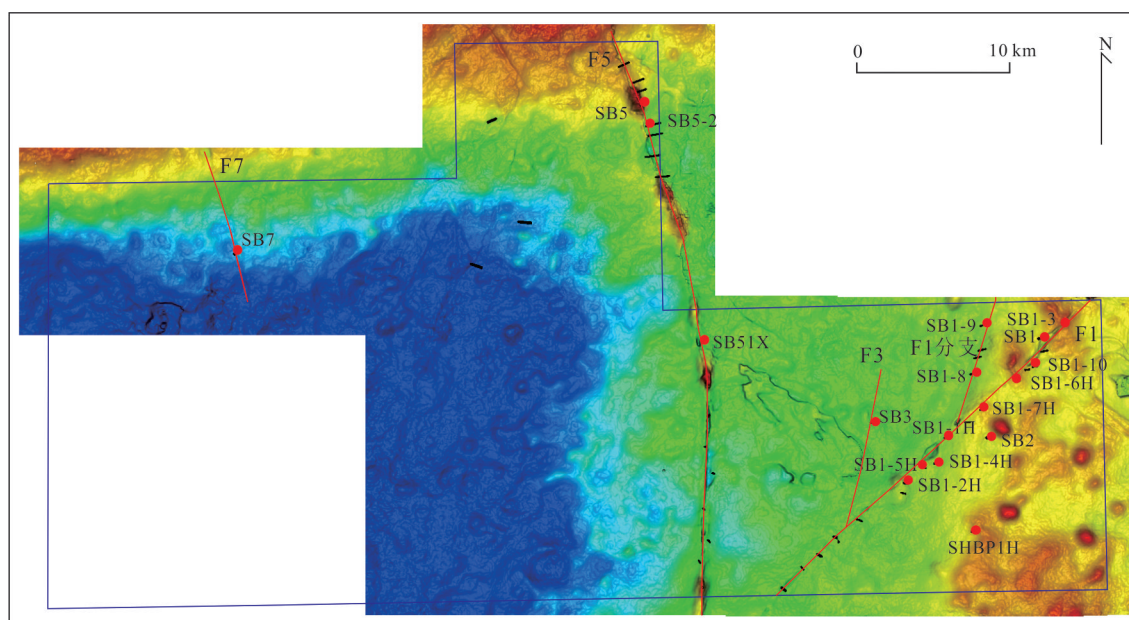 0
10 km
N
F5
SB5
SB5-2
F7
SB7
SB51X
SB1-9
SB1-3
SB1
F1
F1分支
F3
SB1-10
SB1-8
SB1-6H
SB1-7H
SB3
SB1-1H
SB2
SB1-5H
SB1-4H
SB1-2H
SHBP1H